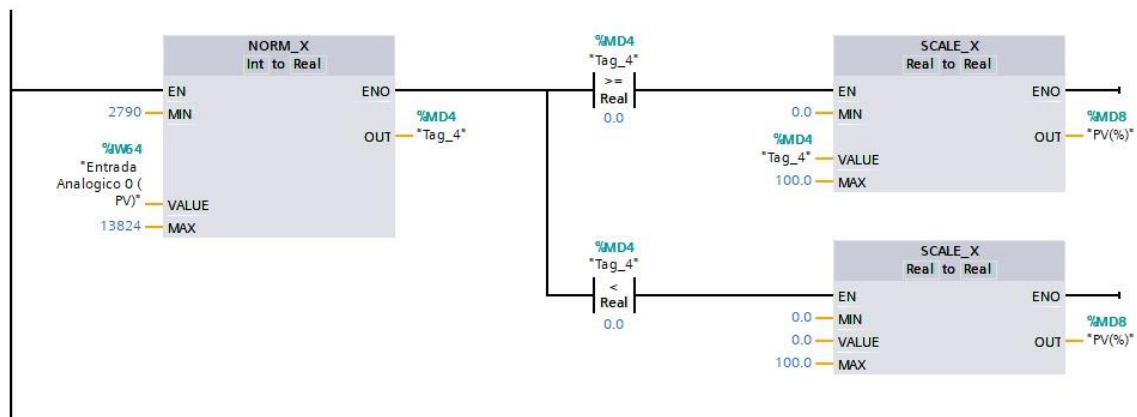 NORM_X
Int to Real
EN
ENO
2790
MIN
%MD4
OUT
"Tag_4"
%IW64
"Entrada
Analogico 0 (
PV)"
VALUE
13824
MAX
%MD4
"Tag_4"
>=
Real
0.0
SCALE_X
Real to Real
EN
ENO
0.0
MIN
%MD8
OUT
"PV(%)"
%MD4
"Tag_4"
VALUE
100.0
MAX
%MD4
"Tag_4"
<
Real
0.0
SCALE_X
Real to Real
EN
ENO
0.0
MIN
%MD8
0.0
VALUE
OUT
"PV(%)"
100.0
MAX